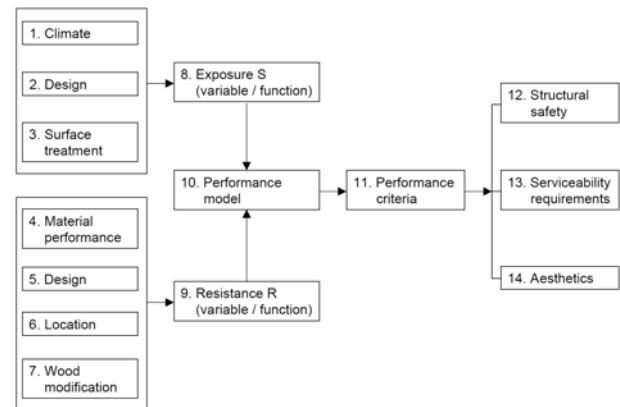 1. Climate
2. Design
3. Surface
treatment
4. Material
performance
5. Design
6. Location
7. Wood
modification
8. Exposure S
(variable / function)
9. Resistance R
(variable / function)
10. Performance
model
11. Performance
criteria
12. Structural
safety
13. Serviceability
requirements
14. Aesthetics